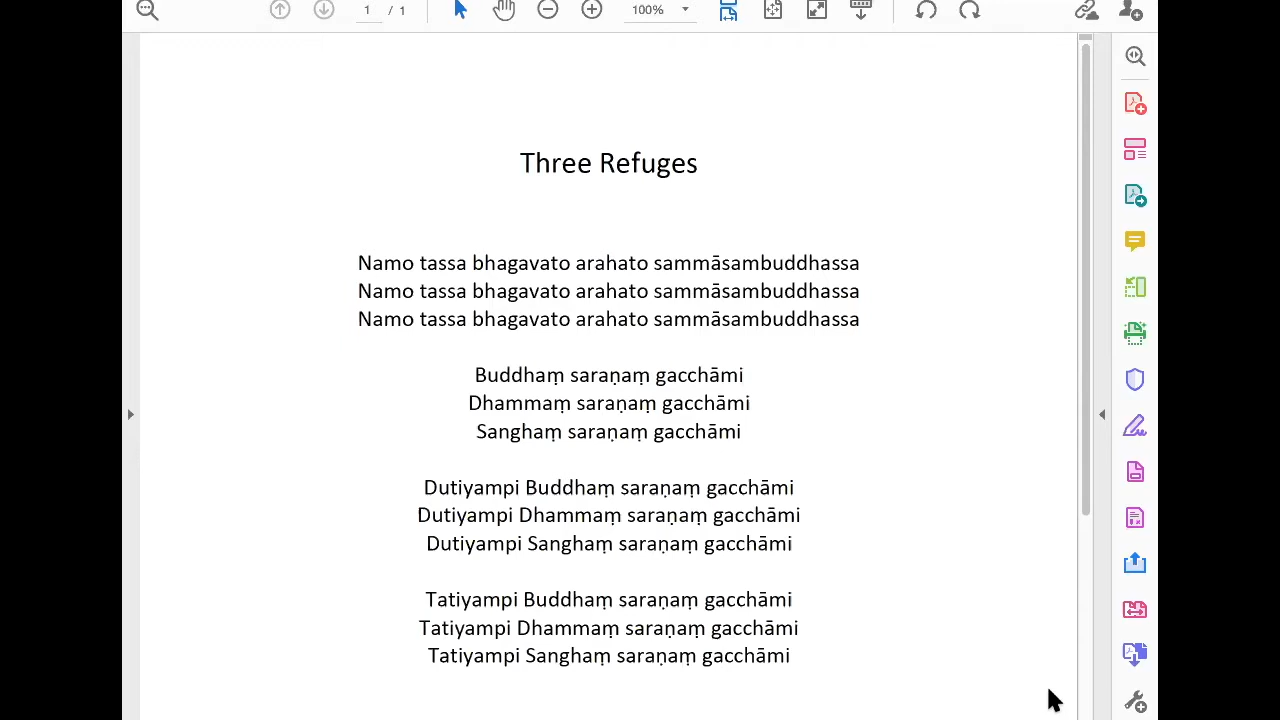 1 / 1
100%
Three Refuges
Namo tassa bhagavato arahato sammāsambuddhassa
Namo tassa bhagavato arahato sammāsambuddhassa
Namo tassa bhagavato arahato sammāsambuddhassa
Buddhaṃ saraṇaṃ gacchāmi
Dhammaṃ saraṇaṃ gacchāmi
Sanghaṃ saraṇaṃ gacchāmi
Dutiyampi Buddhaṃ saraṇaṃ gacchāmi
Dutiyampi Dhammaṃ saraṇaṃ gacchāmi
Dutiyampi Sanghaṃ saraṇaṃ gacchāmi
Tatiyampi Buddhaṃ saraṇaṃ gacchāmi
Tatiyampi Dhammaṃ saraṇaṃ gacchāmi
Tatiyampi Sanghaṃ saraṇaṃ gacchāmi